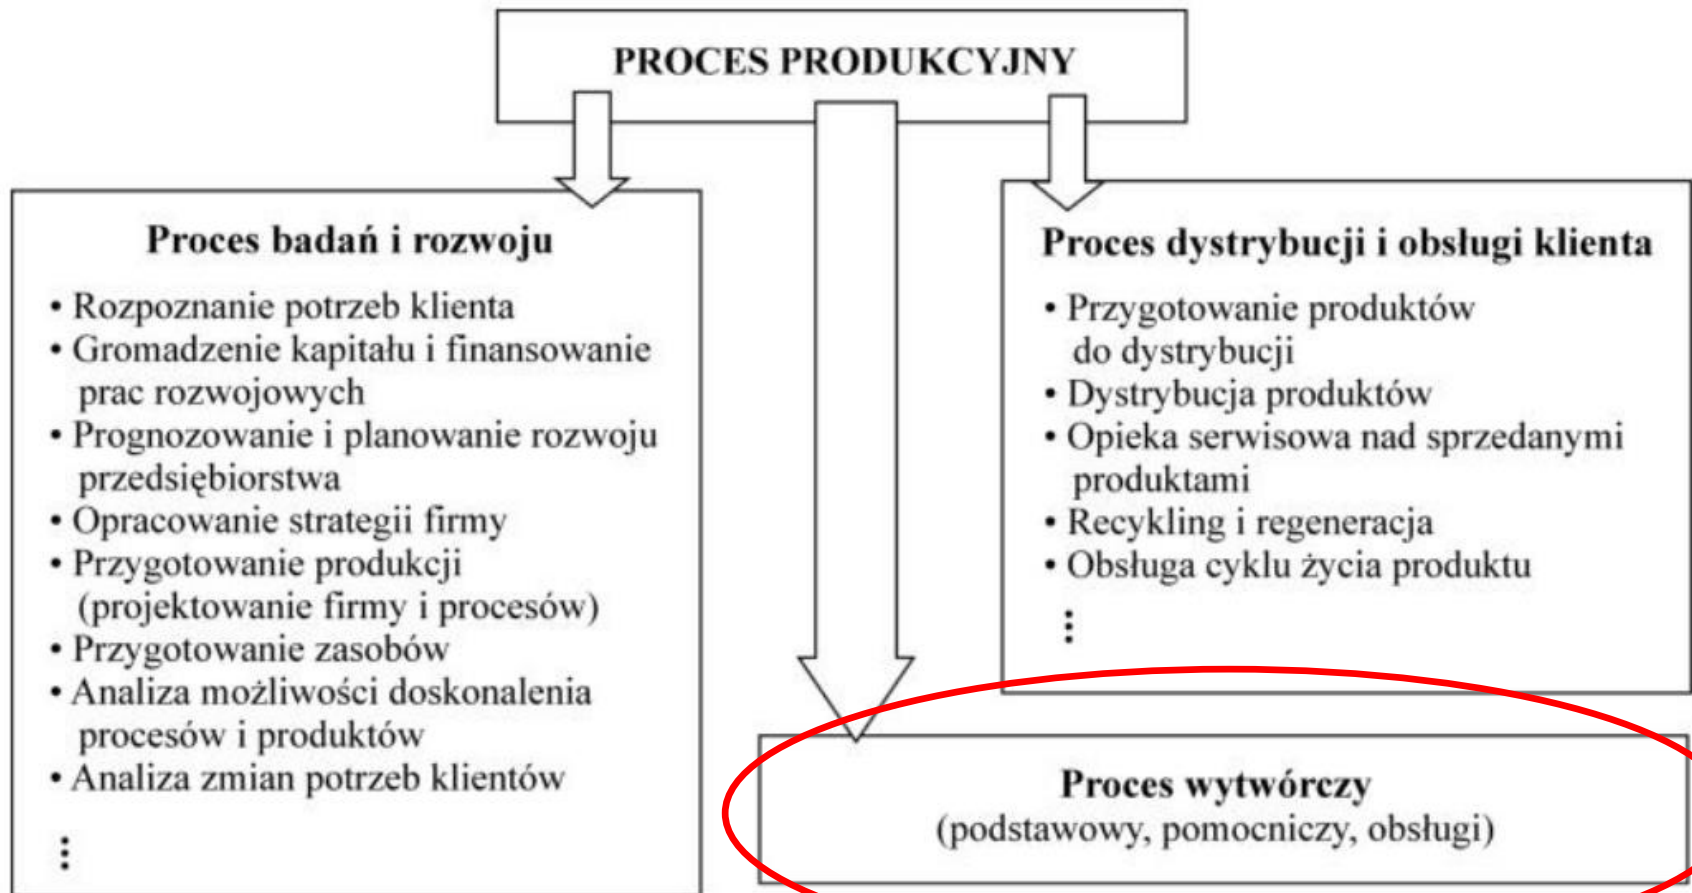 PROCES PRODUKCYJNY
Proces badań i rozwoju
• Rozpoznanie potrzeb klienta
• Gromadzenie kapitału i finansowanie
prac rozwojowych
• Prognozowanie i planowanie rozwoju
przedsiębiorstwa
• Opracowanie strategii firmy
• Przygotowanie produkcji
(projektowanie firmy i procesów)
• Przygotowanie zasobów
• Analiza możliwości doskonalenia
procesów i produktów
• Analiza zmian potrzeb klientów
⋮
Proces dystrybucji i obsługi klienta
• Przygotowanie produktów
do dystrybucji
• Dystrybucja produktów
• Opieka serwisowa nad sprzedanymi
produktami
• Recykling i regeneracja
• Obsługa cyklu życia produktu
⋮
Proces wytwórczy
(podstawowy, pomocniczy, obsługi)